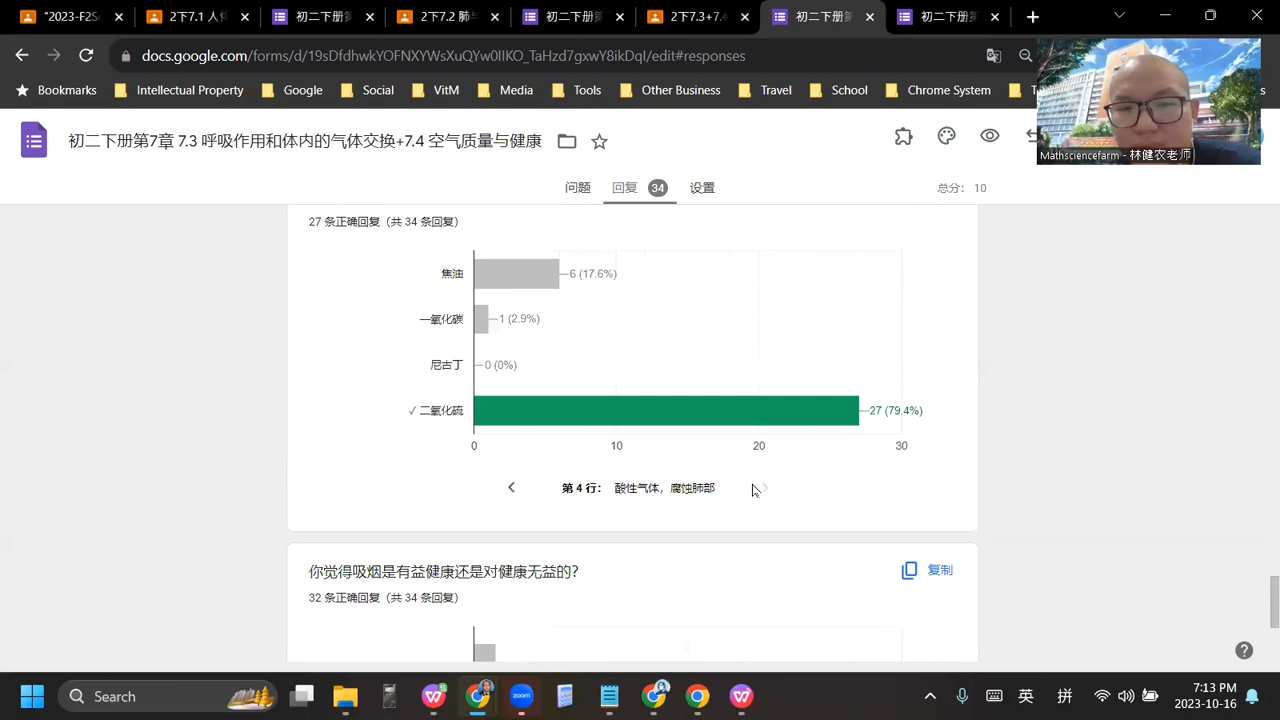 "2023-F2Sc
2下7.1 人体
初二下册第
2下7.2 肺与
初二下册第
2下7.3+7.4
初二下册第
初二下册第
docs.google.com/forms/d/19sDfdhwkX0FNXYWsXuQYw0IlKO_TaHzd7gxwY8ikDqI/edit#responses
Bookmarks Intellectual Property Google Social VitM Media Tools Other Business Travel School Chrome System
Mathsciencefarm - 林健农老师
初二下册第7章 7.3 呼吸作用和体内的气体交换+7.4 空气质量与健康
问题 回复 34 设置 总分： 10
27 条正确回复（共 34 条回复）
焦油 6 (17.6%)
一氧化碳 1 (2.9%)
尼古丁 0 (0%)
✓ 二氧化硫 27 (79.4%)
0 10 20 30
第 4 行： 酸性气体，腐蚀肺部
你觉得吸烟是有益健康还是对健康无益的？
复制
32 条正确回复（共 34 条回复）
Search
英 拼
7:13 PM
2023-10-16